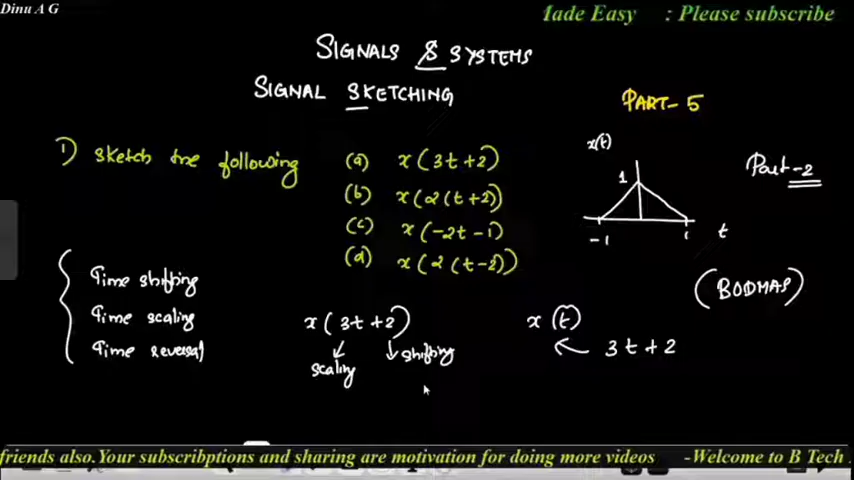 Dinu A G
Made Easy : Please subscribe
SIGNALS & SYSTEMS
SIGNAL SKETCHING
PART-5
1) Sketch the following
(a) x(3t+2)
(b) x(2(t+2))
(c) x(-2t-1)
(d) x(2(t-2))
x(t)
1
-1
1
t
Part-2
(BODMAS)
Time shifting
Time scaling
Time reversal
x(3t+2)
scaling
shifting
x(t)
3t+2
friends also.Your subscribptions and sharing are motivation for doing more videos -Welcome to B Tech